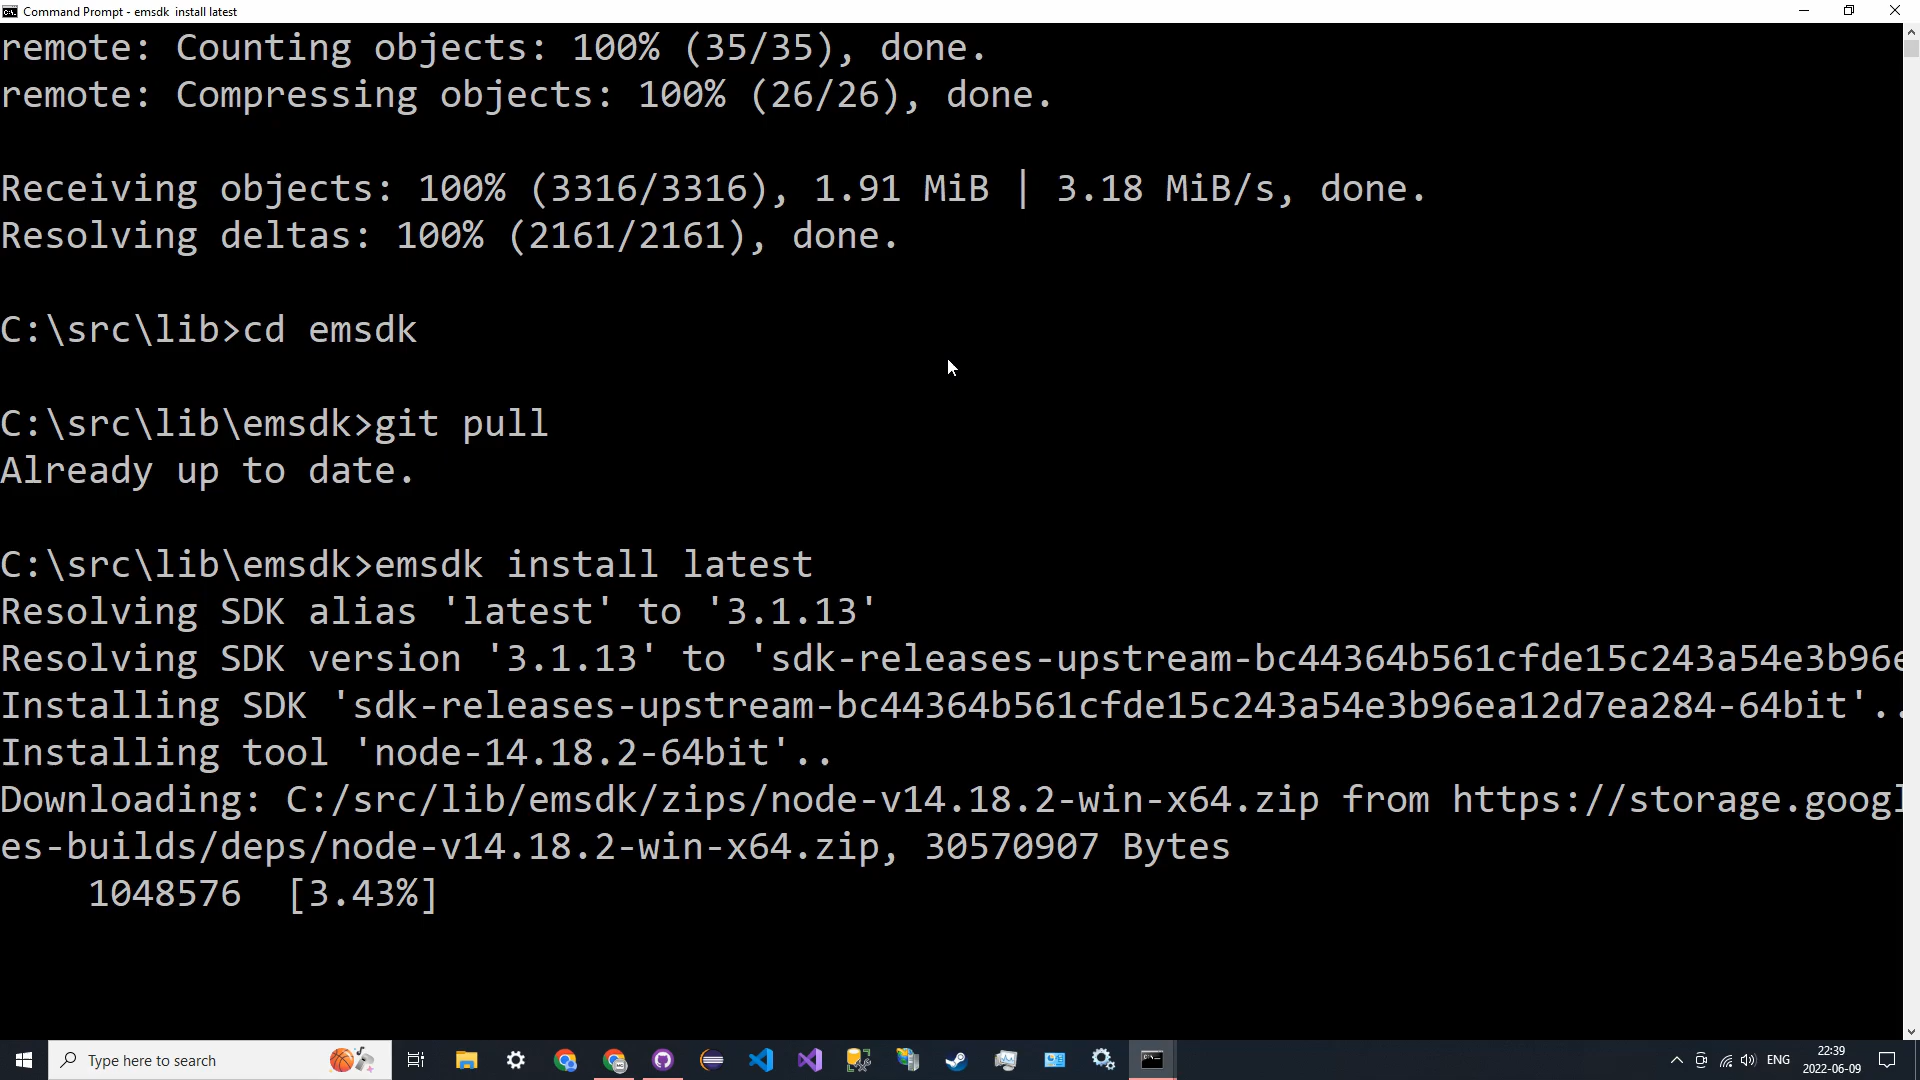 Command Prompt - emsdk  install latest
remote: Counting objects: 100% (35/35), done.
remote: Compressing objects: 100% (26/26), done.
Receiving objects: 100% (3316/3316), 1.91 MiB | 3.18 MiB/s, done.
Resolving deltas: 100% (2161/2161), done.
C:\src\lib>cd emsdk
C:\src\lib\emsdk>git pull
Already up to date.
C:\src\lib\emsdk>emsdk install latest
Resolving SDK alias 'latest' to '3.1.13'
Resolving SDK version '3.1.13' to 'sdk-releases-upstream-bc44364b561cfde15c243a54e3b96e
Installing SDK 'sdk-releases-upstream-bc44364b561cfde15c243a54e3b96ea12d7ea284-64bit'..
Installing tool 'node-14.18.2-64bit'..
Downloading: C:/src/lib/emsdk/zips/node-v14.18.2-win-x64.zip from https://storage.googl
es-builds/deps/node-v14.18.2-win-x64.zip, 30570907 Bytes
1048576  [3.43%]
Type here to search
ENG
22:39
2022-06-09